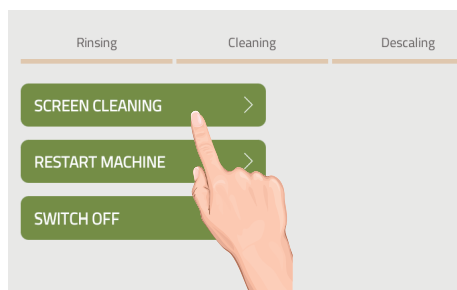 Rinsing Cleaning Descaling
SCREEN CLEANING
RESTART MACHINE
SWITCH OFF